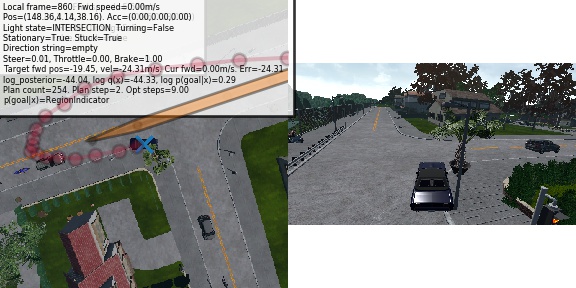 Local frame=860. Fwd speed=0.00m/s
Pos=(148.36,4.14,38.16). Acc=(0.00,0.00,0.00)
Light state=INTERSECTION. Turning=False
Stationary=True. Stuck=True
Direction string=empty
Steer=0.01, Throttle=0.00, Brake=1.00
Target fwd pos=-19.45, vel=-24.31m/s. Cur fwd=0.00m/s. Err=-24.31
log_posterior=-44.04, log q(x)=-44.33, log p(goal|x)=0.29
Plan count=254. Plan step=2. Opt steps=9.00
p(goal|x)=RegionIndicator